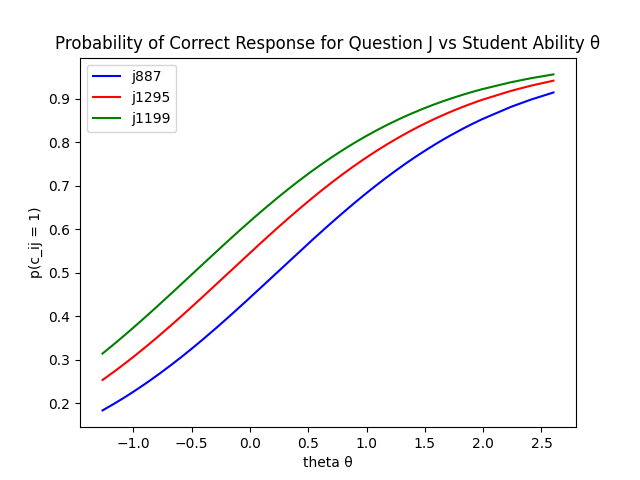 Probability of Correct Response for Question J vs Student Ability θ
j887
j1295
j1199
0.9
0.8
0.7
0.6
0.5
0.4
0.3
0.2
p(c_ij = 1)
−1.0 −0.5 0.0 0.5 1.0 1.5 2.0 2.5
theta θ